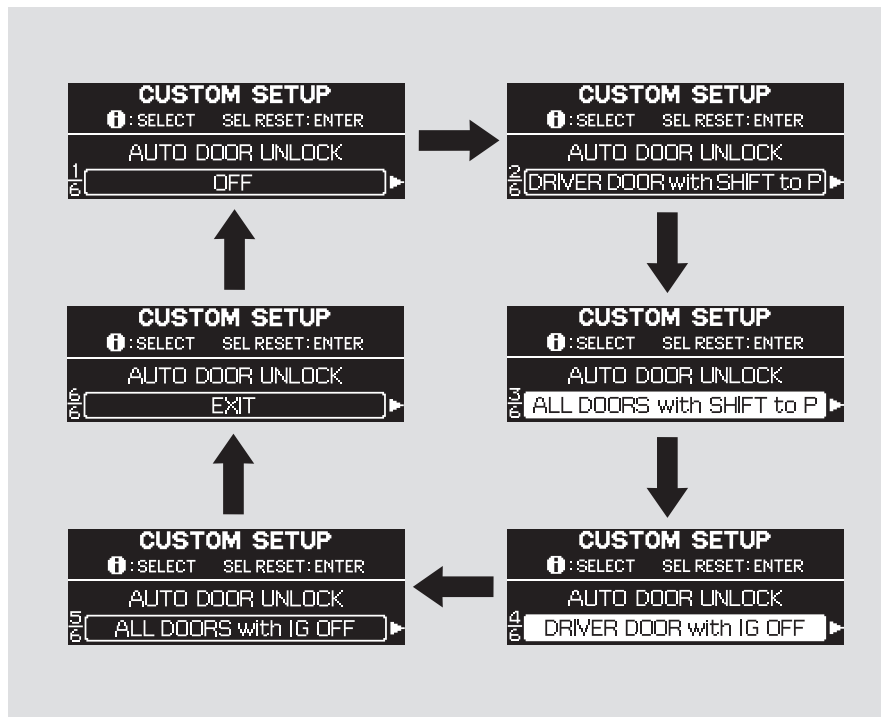 CUSTOM SETUP
i:SELECT SEL RESET:ENTER
AUTO DOOR UNLOCK
1/6 OFF
CUSTOM SETUP
i:SELECT SEL RESET:ENTER
AUTO DOOR UNLOCK
2/6 DRIVER DOOR with SHIFT to P
CUSTOM SETUP
i:SELECT SEL RESET:ENTER
AUTO DOOR UNLOCK
3/6 ALL DOORS with SHIFT to P
CUSTOM SETUP
i:SELECT SEL RESET:ENTER
AUTO DOOR UNLOCK
4/6 DRIVER DOOR with IG OFF
CUSTOM SETUP
i:SELECT SEL RESET:ENTER
AUTO DOOR UNLOCK
5/6 ALL DOORS with IG OFF
CUSTOM SETUP
i:SELECT SEL RESET:ENTER
AUTO DOOR UNLOCK
6/6 EXIT